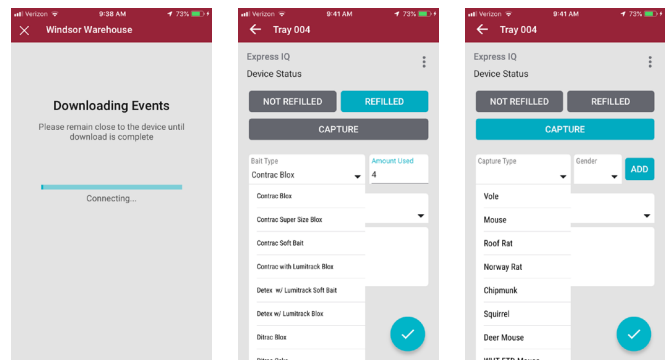 Verizon 9:38 AM 73%
Windsor Warehouse
Downloading Events
Please remain close to the device until
download is complete
Connecting...
Verizon 9:41 AM 73%
Tray 004
Express IQ
Device Status
NOT REFILLED REFILLED
CAPTURE
Bait Type Amount Used
Contrac Blox 4
Contrac Blox
Contrac Super Size Blox
Contrac Soft Bait
Contrac with Lumitrack Blox
Detex w/ Lumitrack Soft Bait
Detex w/ Lumitrack Blox
Ditrac Blox
Verizon 9:41 AM 73%
Tray 004
Express IQ
Device Status
NOT REFILLED REFILLED
CAPTURE
Capture Type Gender ADD
Vole
Mouse
Roof Rat
Norway Rat
Chipmunk
Squirrel
Deer Mouse